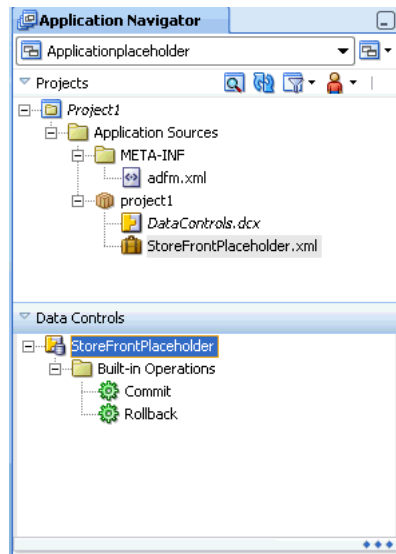 Application Navigator
Applicationplaceholder
Projects
Project1
Application Sources
META-INF
adfm.xml
project1
DataControls.dcx
StoreFrontPlaceholder.xml
Data Controls
StoreFrontPlaceholder
Built-in Operations
Commit
Rollback